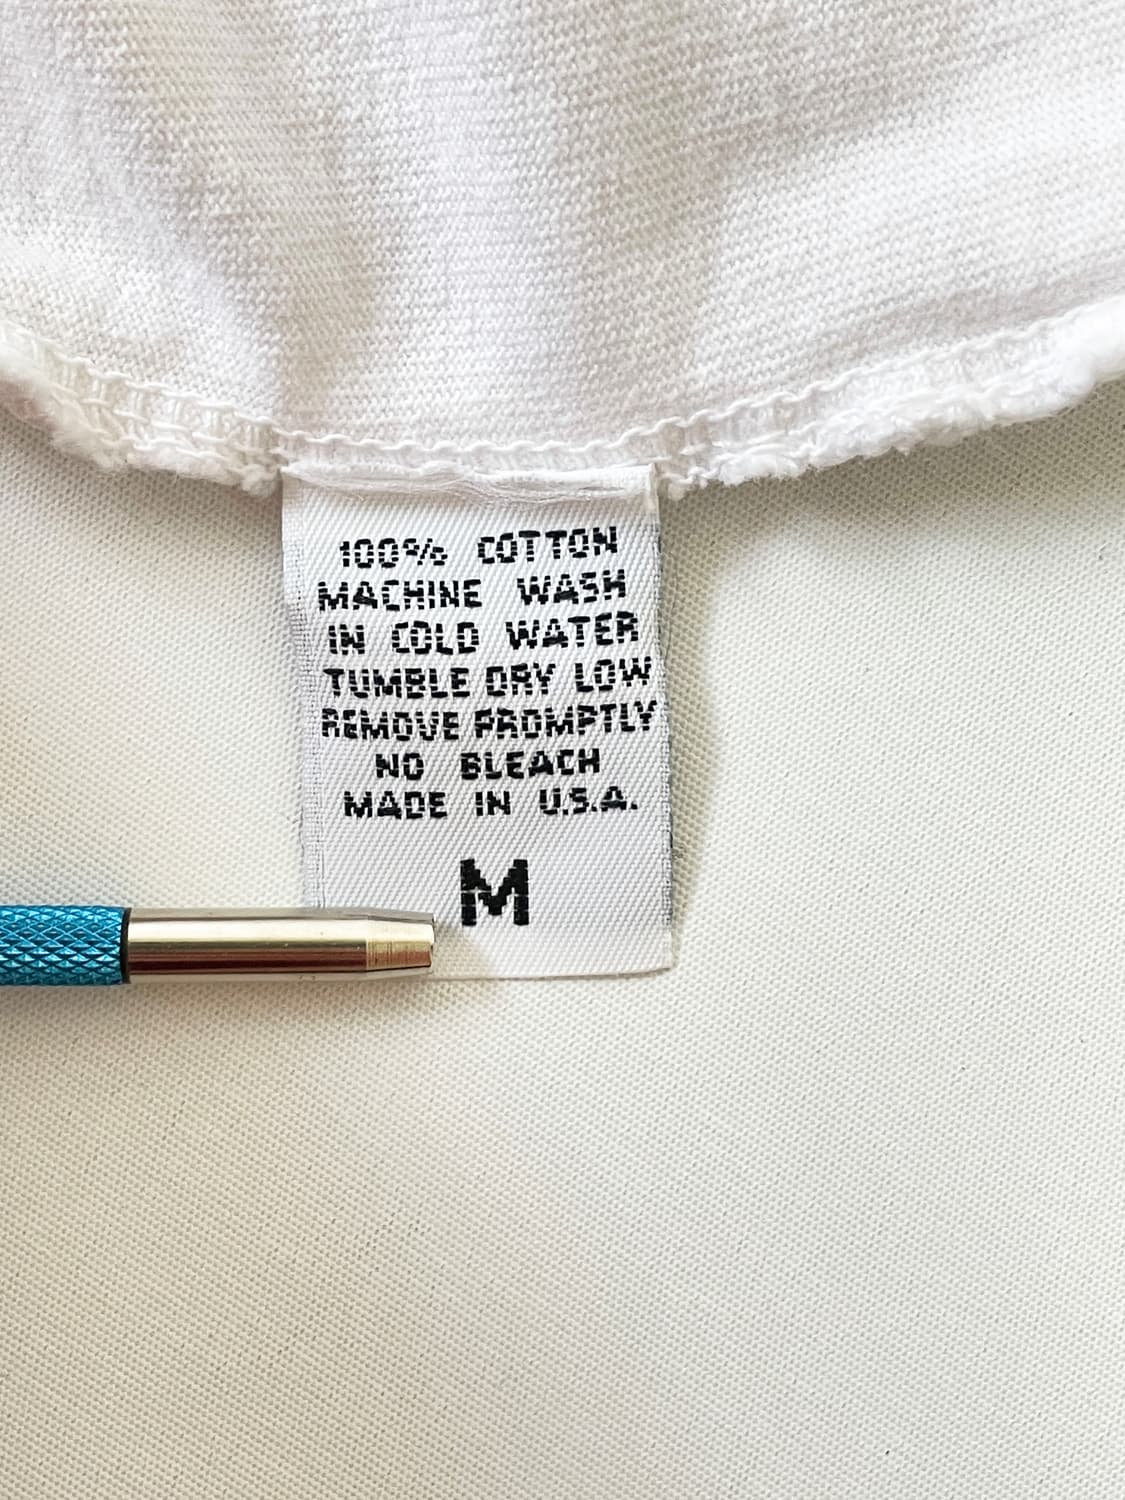 100% COTTON
MACHINE WASH
IN COLD WATER
TUMBLE DRY LOW
REMOVE PROMPTLY
NO BLEACH
MADE IN U.S.A.
M